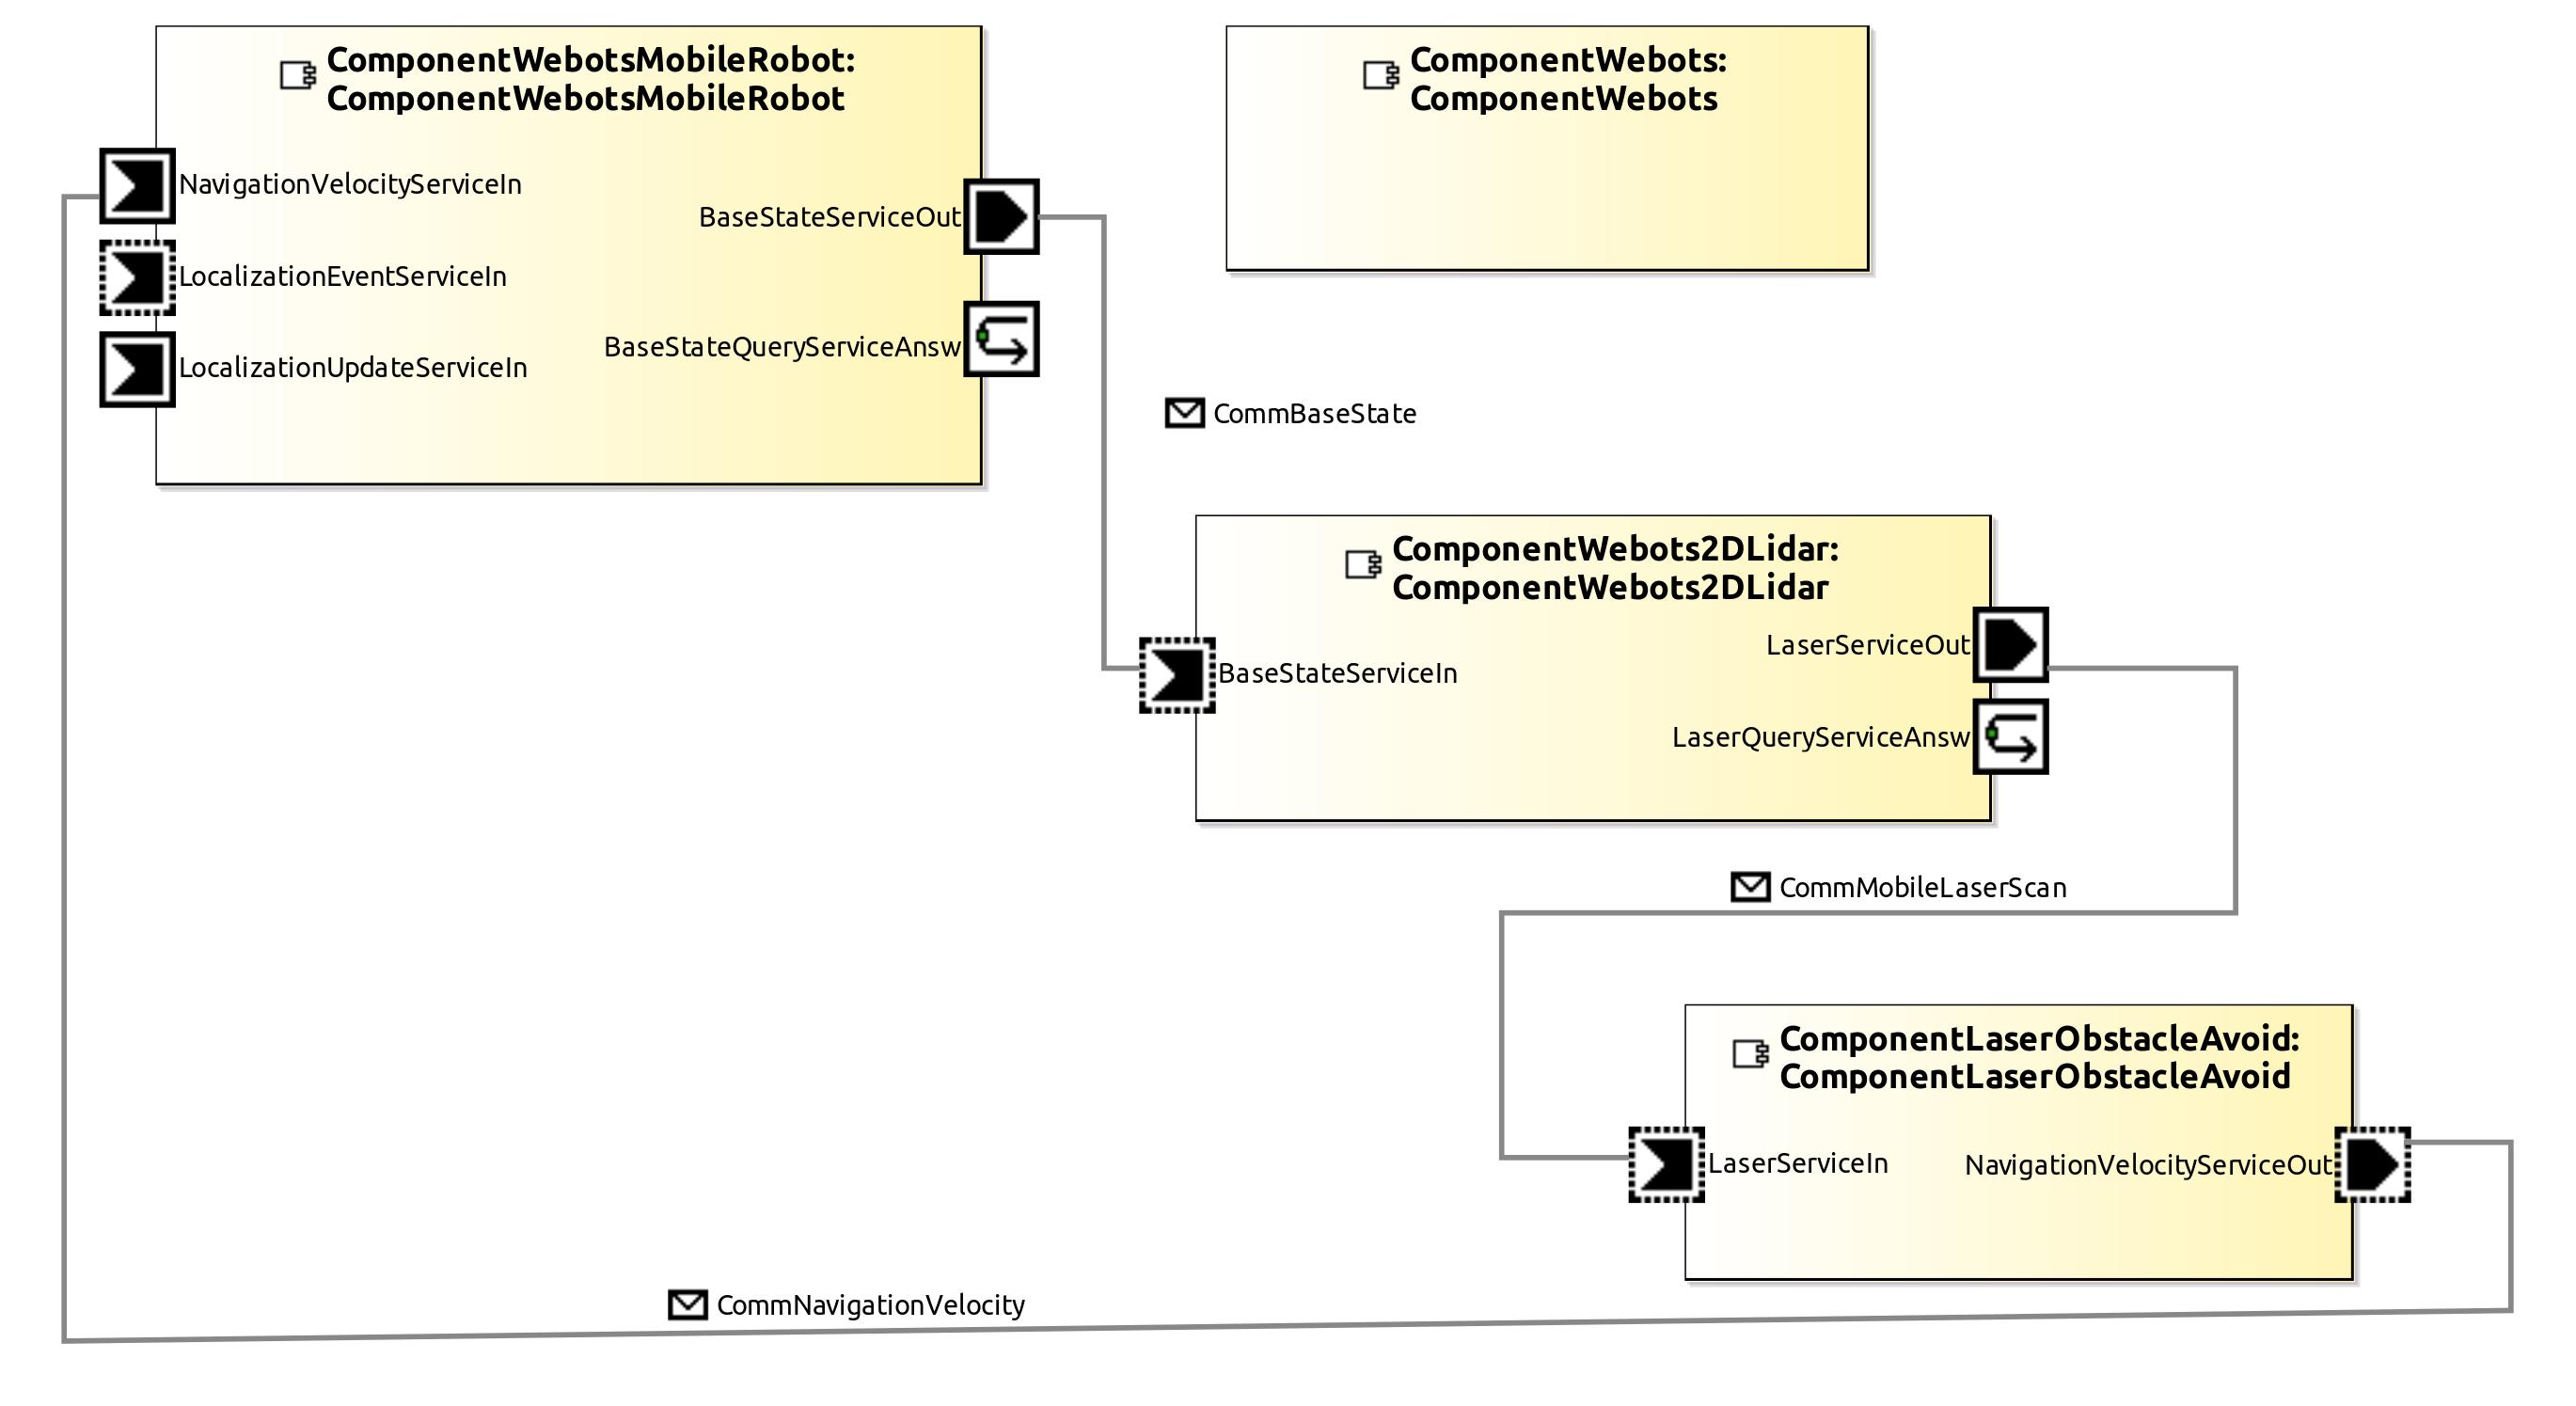 ComponentWebotsMobileRobot:
ComponentWebotsMobileRobot
NavigationVelocityServiceIn
LocalizationEventServiceIn
LocalizationUpdateServiceIn
BaseStateServiceOut
BaseStateQueryServiceAnsw
ComponentWebots:
ComponentWebots
CommBaseState
ComponentWebots2DLidar:
ComponentWebots2DLidar
BaseStateServiceIn
LaserServiceOut
LaserQueryServiceAnsw
CommMobileLaserScan
ComponentLaserObstacleAvoid:
ComponentLaserObstacleAvoid
LaserServiceIn
NavigationVelocityServiceOut
CommNavigationVelocity